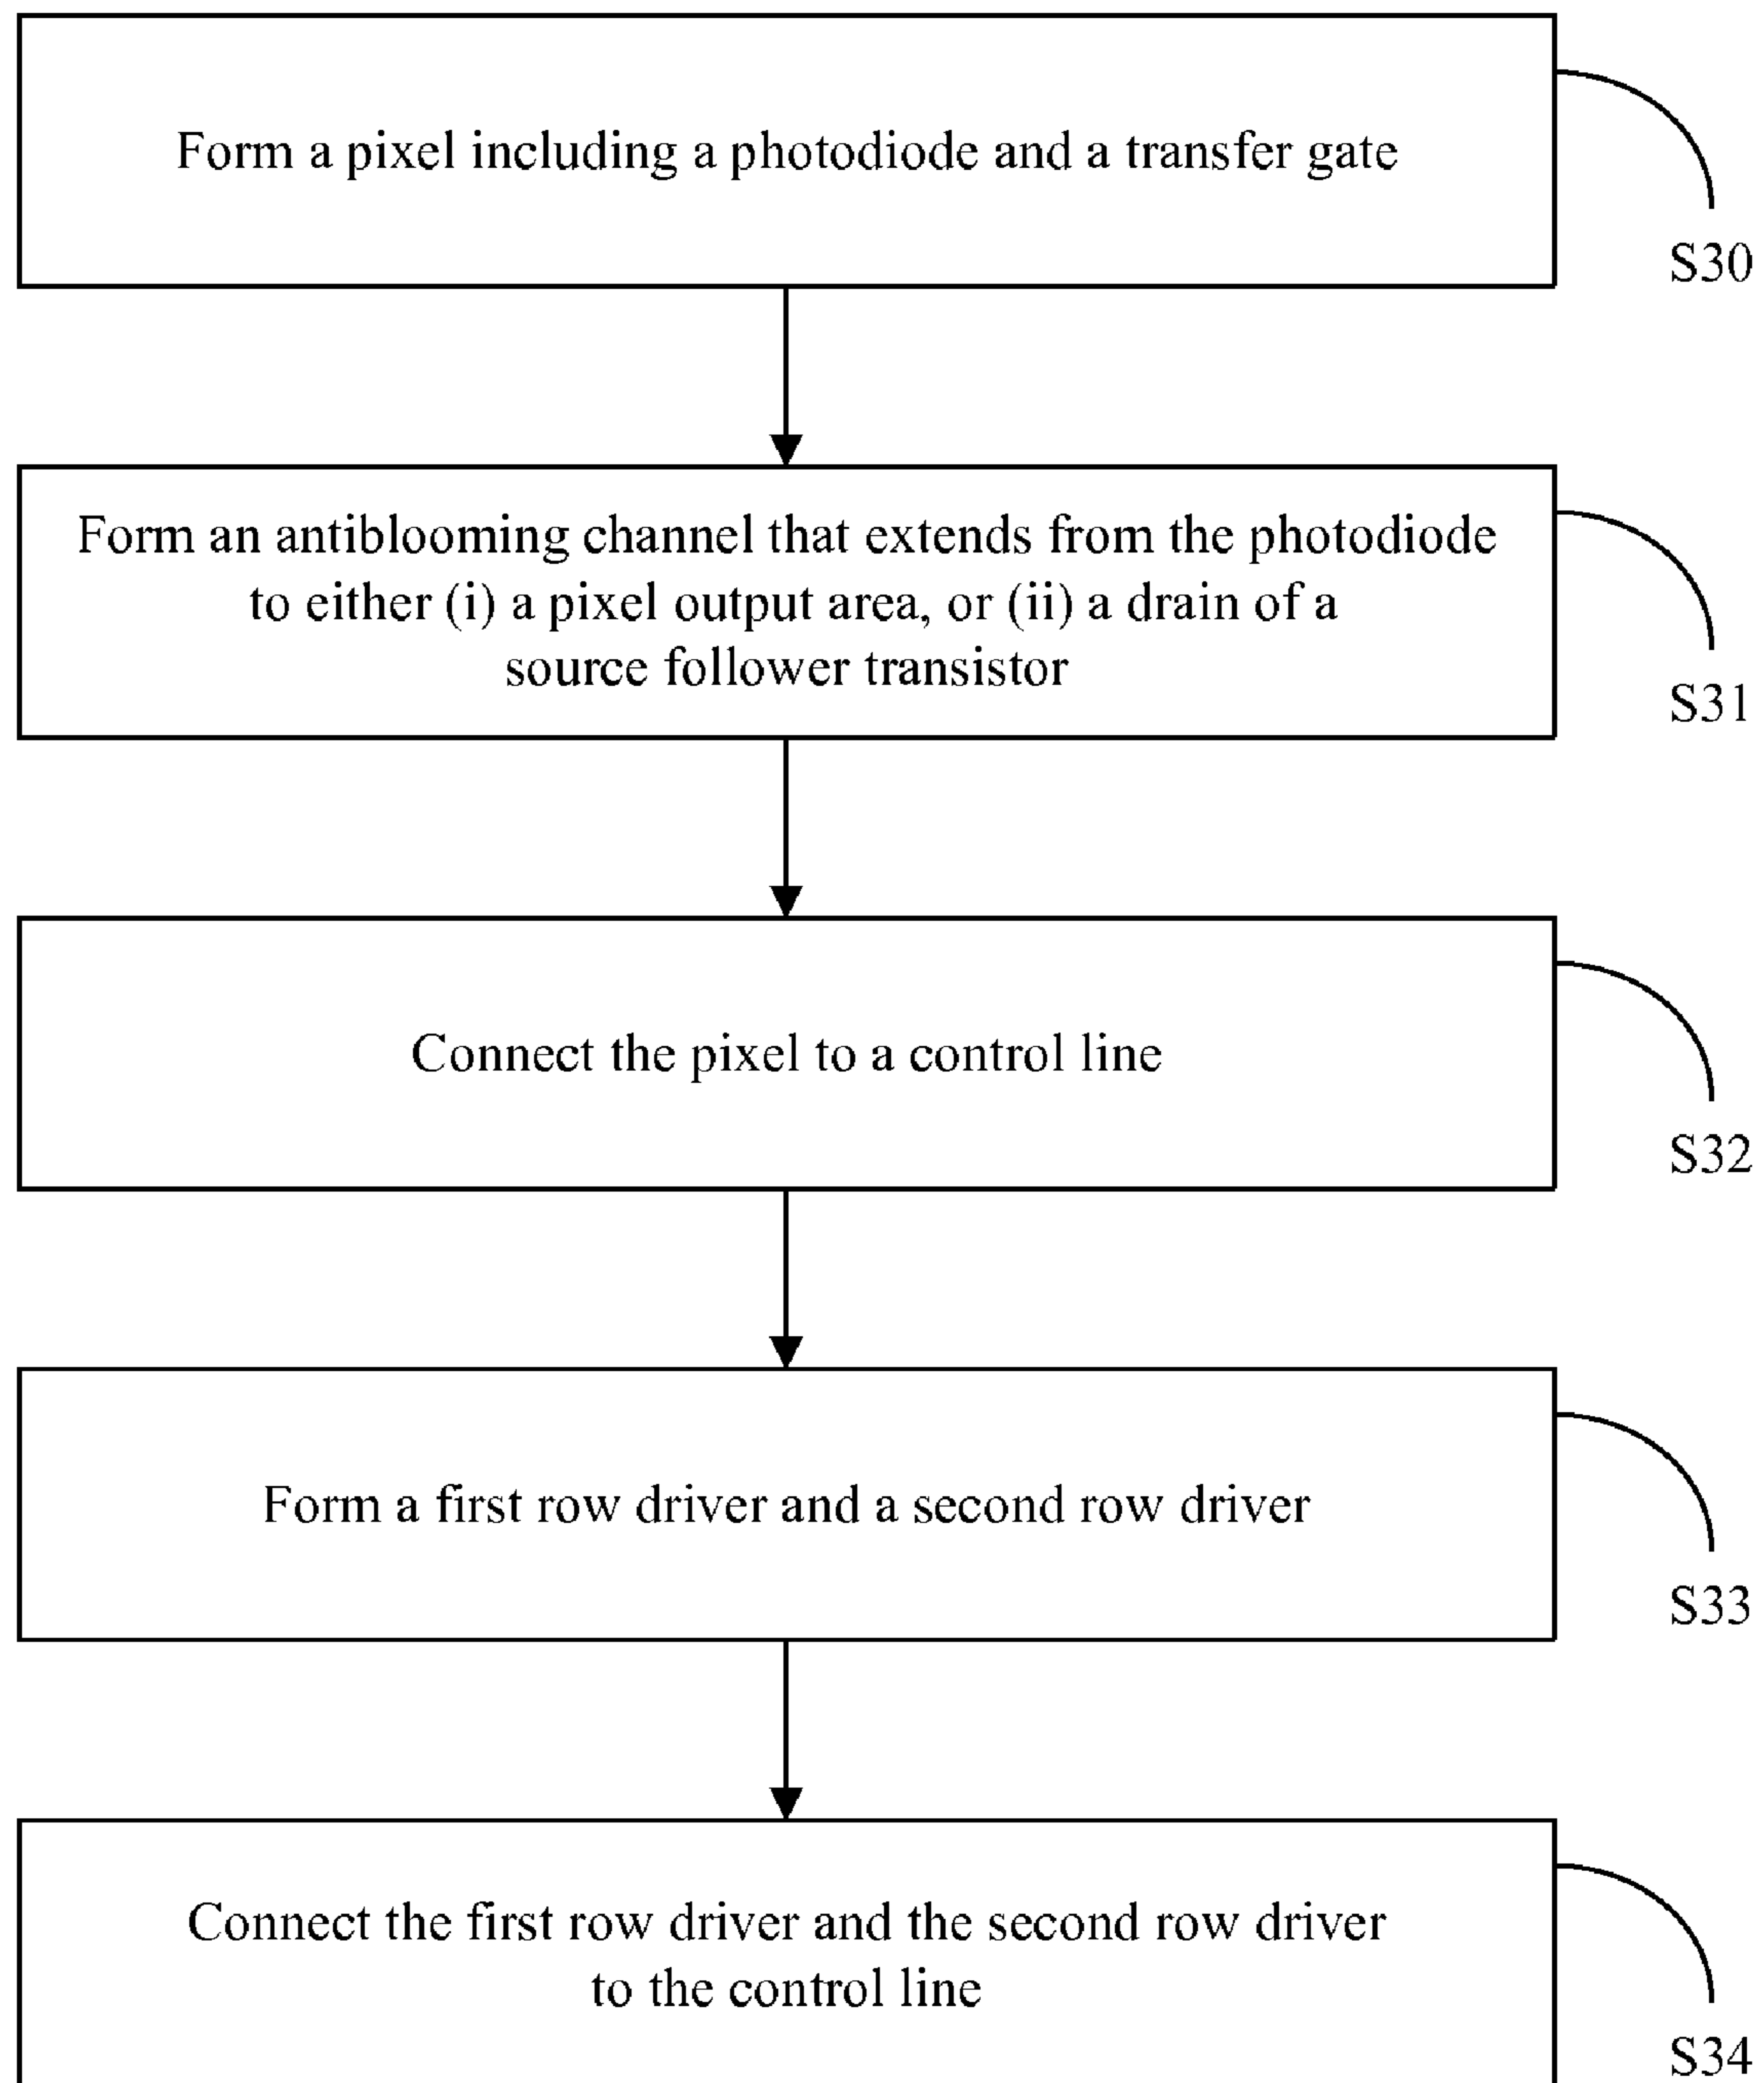 Form a pixel including a photodiode and a transfer gate
S30
Form an antiblooming channel that extends from the photodiode
to either (i) a pixel output area, or (ii) a drain of a
source follower transistor
S31
Connect the pixel to a control line
S32
Form a first row driver and a second row driver
S33
Connect the first row driver and the second row driver
to the control line
S34